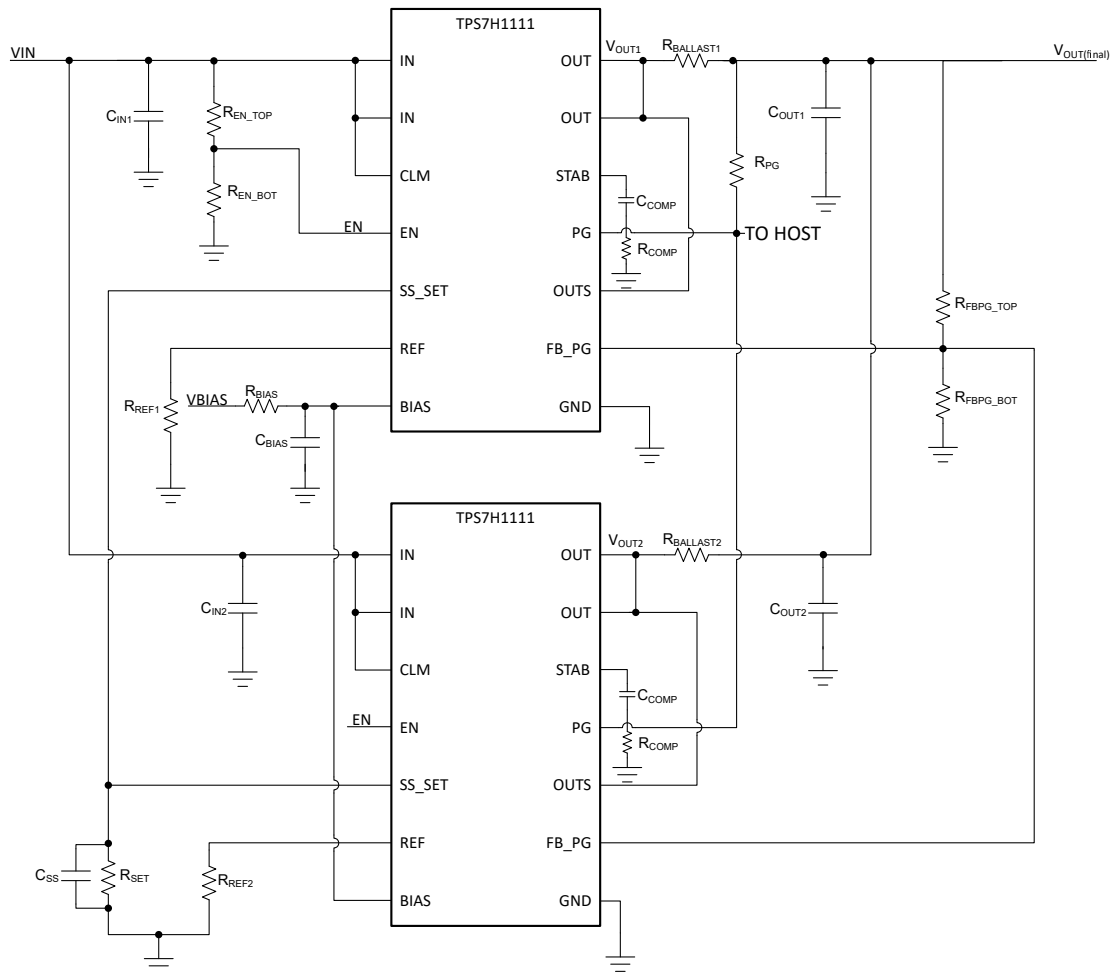 TPS7H1111
VIN
IN
OUT
V_OUT1
R_BALLAST1
V_OUT(final)
C_IN1
R_EN_TOP
IN
OUT
C_OUT1
R_EN_BOT
CLM
STAB
C_COMP
R_PG
EN
EN
PG
TO HOST
R_COMP
SS_SET
OUTS
R_FBPG_TOP
REF
FB_PG
R_REF1
VBIAS
R_BIAS
BIAS
GND
R_FBPG_BOT
C_BIAS
TPS7H1111
IN
OUT
V_OUT2
R_BALLAST2
C_IN2
IN
OUT
C_OUT2
CLM
STAB
C_COMP
EN
EN
PG
R_COMP
SS_SET
OUTS
REF
FB_PG
C_SS
R_SET
R_REF2
BIAS
GND